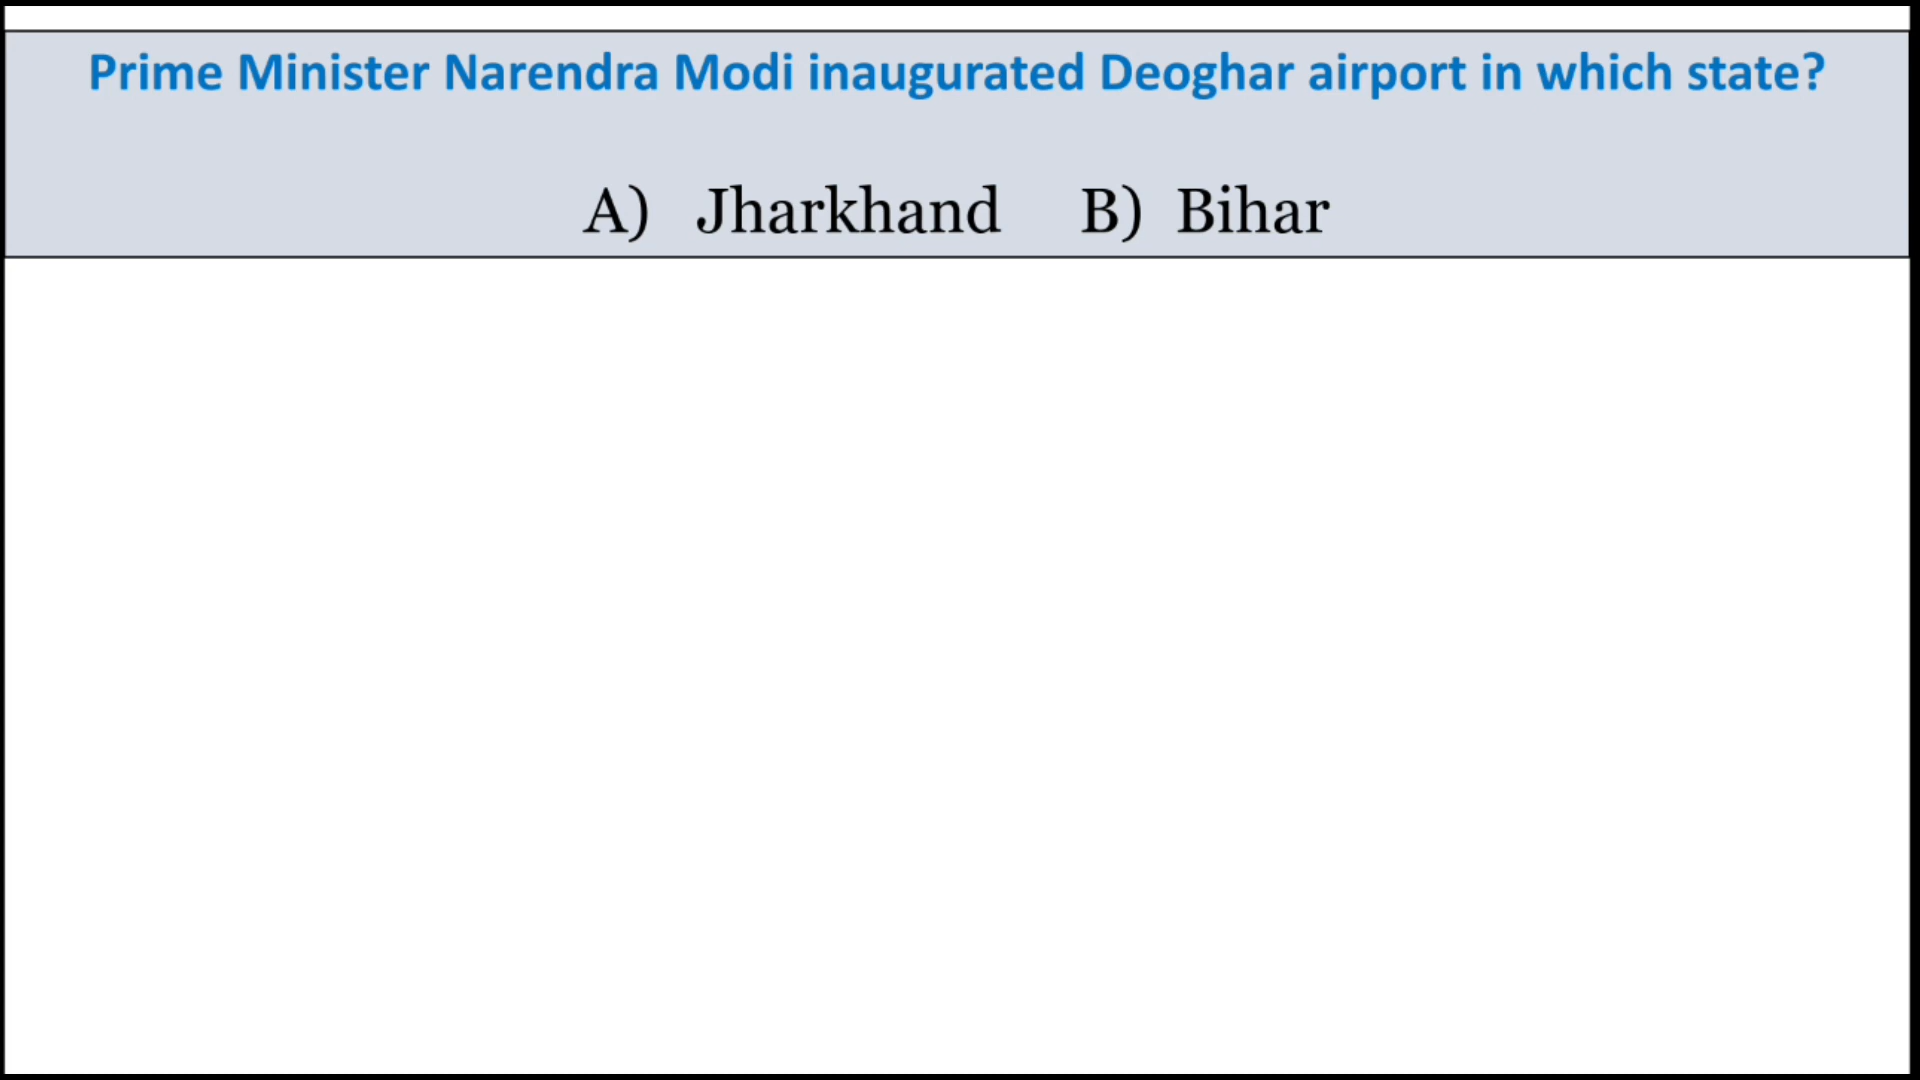 Prime Minister Narendra Modi inaugurated Deoghar airport in which state?
A) Jharkhand B) Bihar